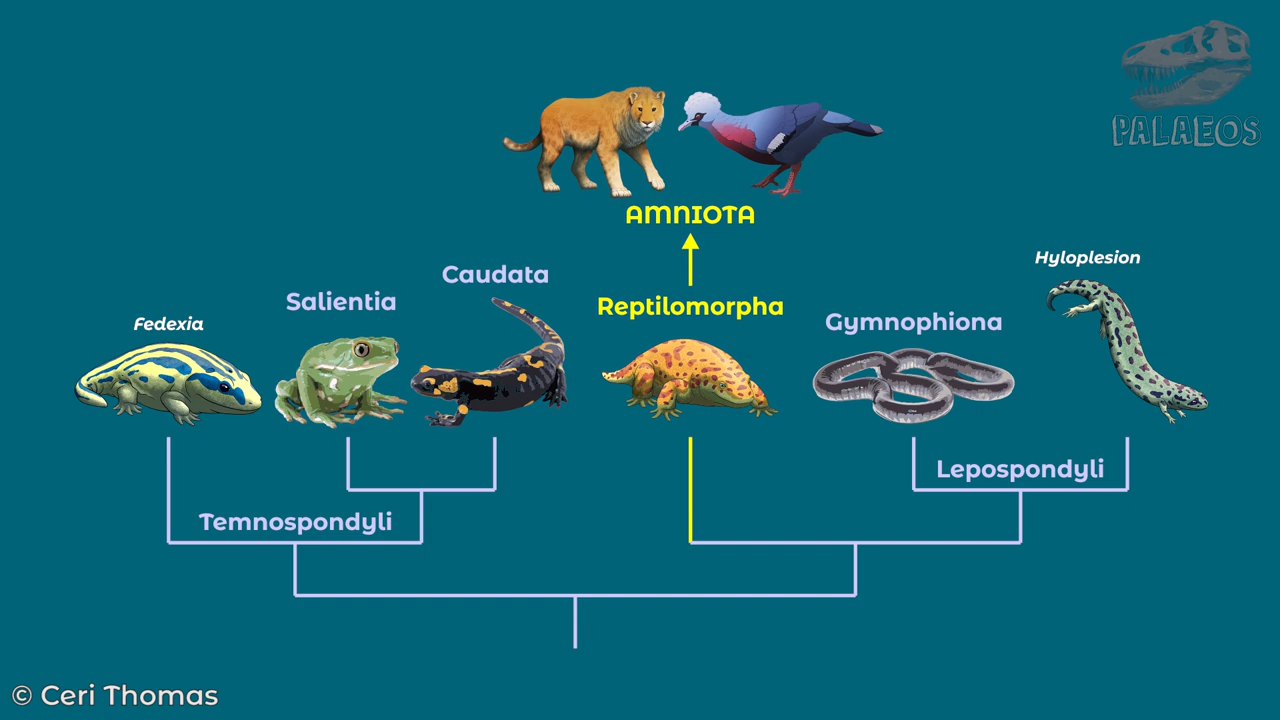 PALAEOS
AMNIOTA
Hyloplesion
Caudata
Salientia
Reptilomorpha
Fedexia
Gymnophiona
Lepospondyli
Temnospondyli
© Ceri Thomas